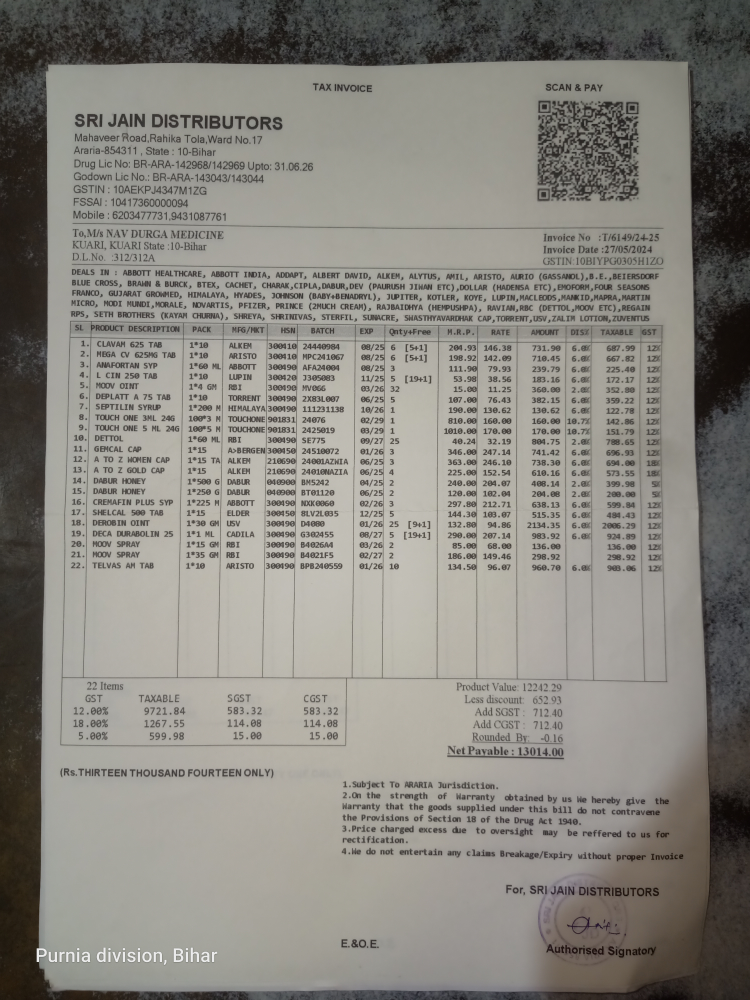 TAX INVOICE
SCAN & PAY
SRI JAIN DISTRIBUTORS
Mahaveer Road,Rahika Tola,Ward No.17
Araria-854311 , State : 10-Bihar
Drug Lic No: BR-ARA-142968/142969 Upto: 31.06.26
Godown Lic No.: BR-ARA-143043/143044
GSTIN : 10AEKPJ4347M1ZG
FSSAI : 10417360000094
Mobile : 6203477731,9431087761
To,M/s NAV DURGA MEDICINE
KUARI, KUARI State :10-Bihar
D.L.No. :312/312A
Invoice No :T/6149/24-25
Invoice Date :27/05/2024
GSTIN:10BIYPG0305H1ZO
DEALS IN : ABBOTT HEALTHCARE, ABBOTT INDIA, ADDAPT, ALBERT DAVID, ALKEM, ALYTUS, AMIL, ARISTO, AURIO (GASSANOL),B.E.,BEIERSDORF
BLUE CROSS, BRAWN & BURCK, BTEX, CACHET, CHARAK,CIPLA,DABUR,DEV (PAURUSH JIWAN ETC),DOLLAR (HADENSA ETC),EMOFORM,FOUR SEASONS
FRANCO, GUJARAT GROWMED, HIMALAYA, HYADES, JOHNSON (BABY+BENADRYL), JUPITER, KOTLER, KOYE, LUPIN,MACLEODS,MANKID,MAPRA,MARTIN
MICRO, MODI MUNDI,MORALE, NOVARTIS, PFIZER, PRINCE (2MUCH CREAM), RAJBAIDHYA (HEMPUSHPA), RAVIAN,RBC (DETTOL,MOOV ETC),REGAIN
RPS, SETH BROTHERS (KAYAM CHURNA), SHREYA, SHRINIVAS, STERFIL, SUNACRE, SHASTHYAVARDHAK CAP,TORRENT,USV,ZALIM LOTION,ZUVENTUS
SL PRODUCT DESCRIPTION PACK MFG/MKT HSN BATCH EXP Qnty+Free M.R.P. RATE AMOUNT DIS% TAXABLE GST
1. CLAVAM 625 TAB 1*10 ALKEM 300410 24440984 08/25 6 [5+1] 204.93 146.38 731.90 6.0% 687.99 12%
2. MEGA CV 625MG TAB 1*10 ARISTO 300490 MPC241067 08/25 6 [5+1] 198.92 142.09 710.45 6.0% 667.82 12%
3. ANAFORTAN SYP 1*60 ML ABBOTT 300490 AFA24004 08/25 3 111.90 79.93 239.79 6.0% 225.40 12%
4. L CIN 250 TAB 1*10 LUPIN 300420 J305083 11/25 5 [19+1] 53.98 38.56 183.16 6.0% 172.17 12%
5. MOOV OINT 1*4 GM RBI 300490 MV066 03/26 32 15.00 11.25 360.00 2.0% 352.80 12%
6. DEPLATT A 75 TAB 1*10 TORRENT 300490 2X83L007 06/25 5 107.00 76.43 382.15 6.0% 359.22 12%
7. SEPTILIN SYRUP 1*200 M HIMALAYA 300490 111231138 10/26 1 190.00 130.62 130.62 6.0% 122.78 12%
8. TOUCH ONE 3ML 24G 100*3 M TOUCHONE 901831 24076 02/29 1 810.00 160.00 160.00 10.7% 142.86 12%
9. TOUCH ONE 5 ML 24G 100*5 M TOUCHONE 901831 2425019 03/29 1 1010.00 170.00 170.00 10.7% 151.79 12%
10. DETTOL 1*60 ML RBI 300490 SE775 09/27 25 40.24 32.19 804.75 2.0% 788.65 12%
11. GEMCAL CAP 1*15 A>BERGEN 300450 24510072 01/26 3 346.00 247.14 741.42 6.0% 696.93 12%
12. A TO Z WOMEN CAP 1*15 TA ALKEM 210690 24001AZWIA 06/25 3 363.00 246.10 738.30 6.0% 694.00 18%
13. A TO Z GOLD CAP 1*15 ALKEM 210690 24010NAZIA 06/25 4 225.00 152.54 610.16 6.0% 573.55 18%
14. DABUR HONEY 1*500 G DABUR 040900 BM5242 04/25 2 240.00 204.07 408.14 2.0% 399.98 5%
15. DABUR HONEY 1*250 G DABUR 040900 BT01120 06/25 2 120.00 102.04 204.08 2.0% 200.00 5%
16. CREMAFIN PLUS SYP 1*225 M ABBOTT 300490 NXK0060 02/26 3 297.80 212.71 638.13 6.0% 599.84 12%
17. SHELCAL 500 TAB 1*15 ELDER 300450 8LV2L035 12/25 5 144.30 103.07 515.35 6.0% 484.43 12%
18. DEROBIN OINT 1*30 GM USV 300490 D4080 01/26 25 [9+1] 132.80 94.86 2134.35 6.0% 2006.29 12%
19. DECA DURABOLIN 25 1*1 ML CADILA 300490 G302455 08/27 5 [19+1] 290.00 207.14 983.92 6.0% 924.89 12%
20. MOOV SPRAY 1*15 GM RBI 300490 B4026A4 03/26 2 85.00 68.00 136.00 136.00 12%
21. MOOV SPRAY 1*35 GM RBI 300490 B4021F5 02/27 2 186.00 149.46 298.92 298.92 12%
22. TELVAS AM TAB 1*10 ARISTO 300490 BPB240559 01/26 10 134.50 96.07 960.70 6.0% 903.06 12%
22 Items
GST TAXABLE SGST CGST
12.00% 9721.84 583.32 583.32
18.00% 1267.55 114.08 114.08
5.00% 599.98 15.00 15.00
Product Value: 12242.29
Less discount: 652.93
Add SGST : 712.40
Add CGST : 712.40
Rounded By: -0.16
Net Payable : 13014.00
(Rs.THIRTEEN THOUSAND FOURTEEN ONLY)
1.Subject To ARARIA Jurisdiction.
2.On the strength of Warranty obtained by us We hereby give the
Warranty that the goods supplied under this bill do not contravene
the Provisions of Section 18 of the Drug Act 1940.
3.Price charged excess due to oversight may be reffered to us for
rectification.
4.We do not entertain any claims Breakage/Expiry without proper Invoice
For, SRI JAIN DISTRIBUTORS
Authorised Signatory
E.&O.E.
Purnia division, Bihar